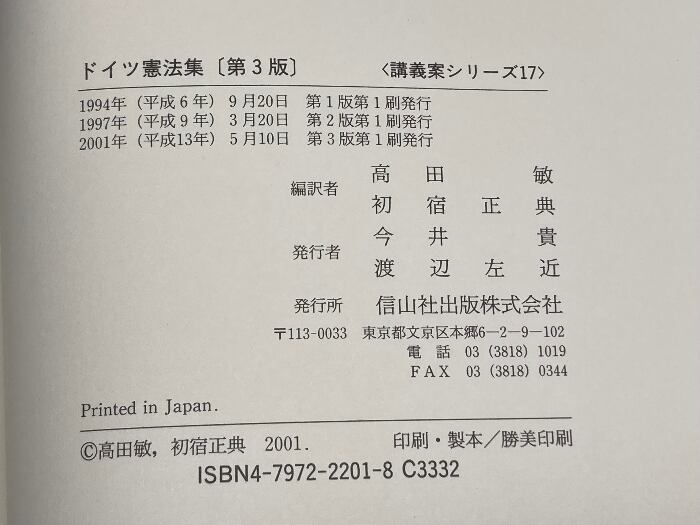 ドイツ憲法集〔第3版〕 〈講義案シリーズ17〉
1994年(平成6年) 9月20日 第1版第1刷発行
1997年(平成9年) 3月20日 第2版第1刷発行
2001年(平成13年) 5月10日 第3版第1刷発行
編訳者 高田 敏
初宿正典
発行者 今井 貴
渡辺左近
発行所 信山社出版株式会社
〒113-0033 東京都文京区本郷6-2-9-102
電話 03 (3818) 1019
FAX 03 (3818) 0344
Printed in Japan.
©高田敏, 初宿正典 2001. 印刷・製本/勝美印刷
ISBN4-7972-2201-8 C3332